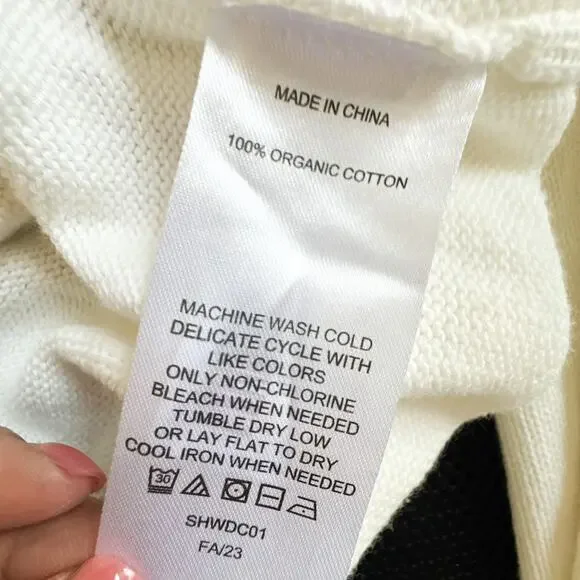 MADE IN CHINA
100% ORGANIC COTTON
MACHINE WASH COLD
DELICATE CYCLE WITH
LIKE COLORS
ONLY NON-CHLORINE
BLEACH WHEN NEEDED
TUMBLE DRY LOW
OR LAY FLAT TO DRY
COOL IRON WHEN NEEDED
30
SHWDC01
FA/23